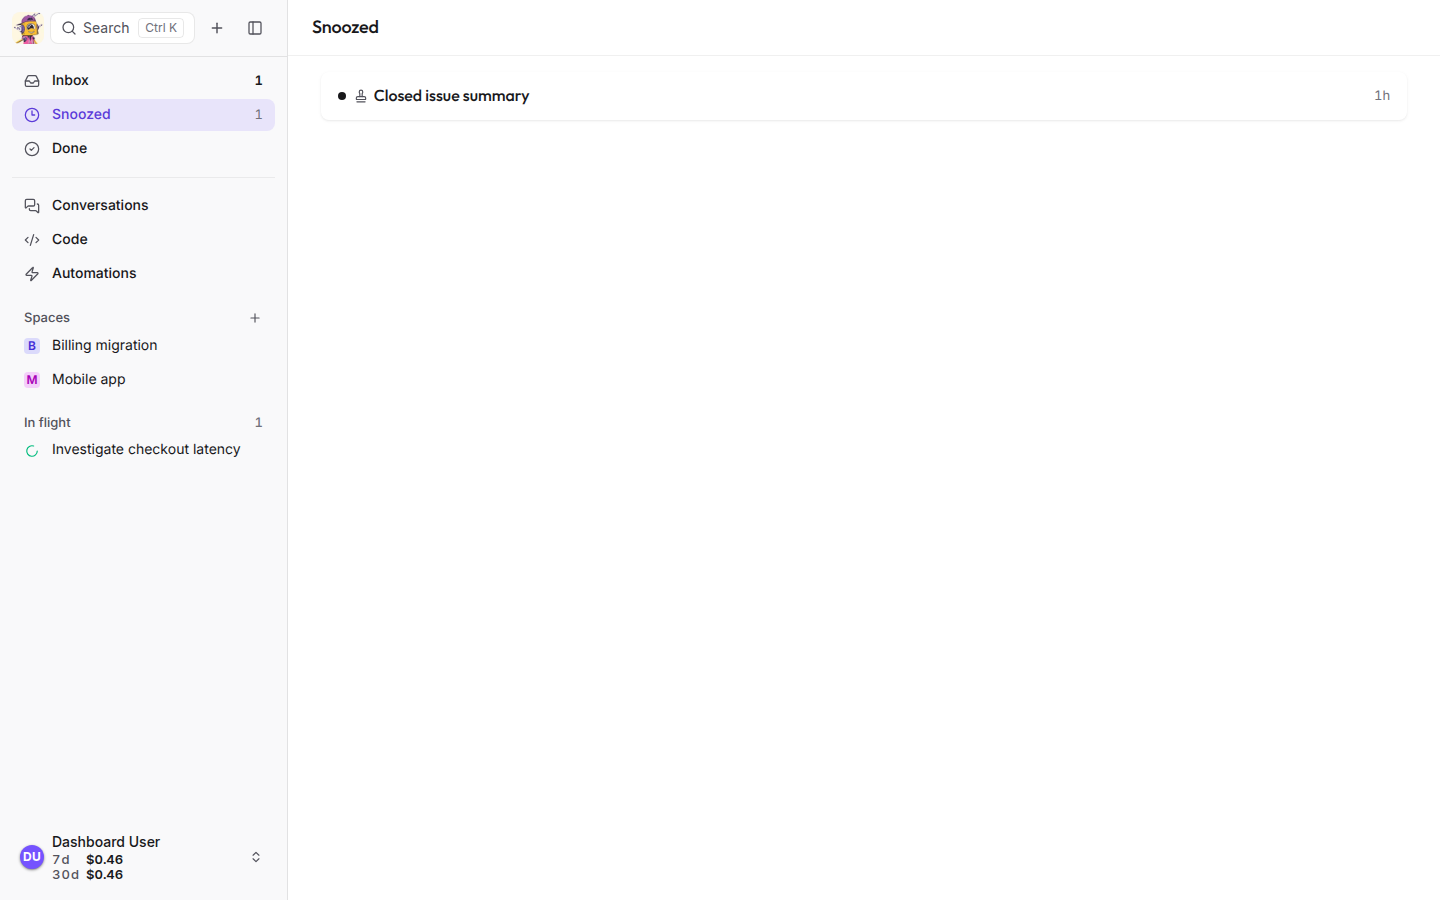 Search Ctrl K
Inbox 1
Snoozed 1
Done
Conversations
Code
Automations
Spaces
B Billing migration
M Mobile app
In flight 1
Investigate checkout latency
DU Dashboard User
7d $0.46
30d $0.46
Snoozed
Closed issue summary 1h